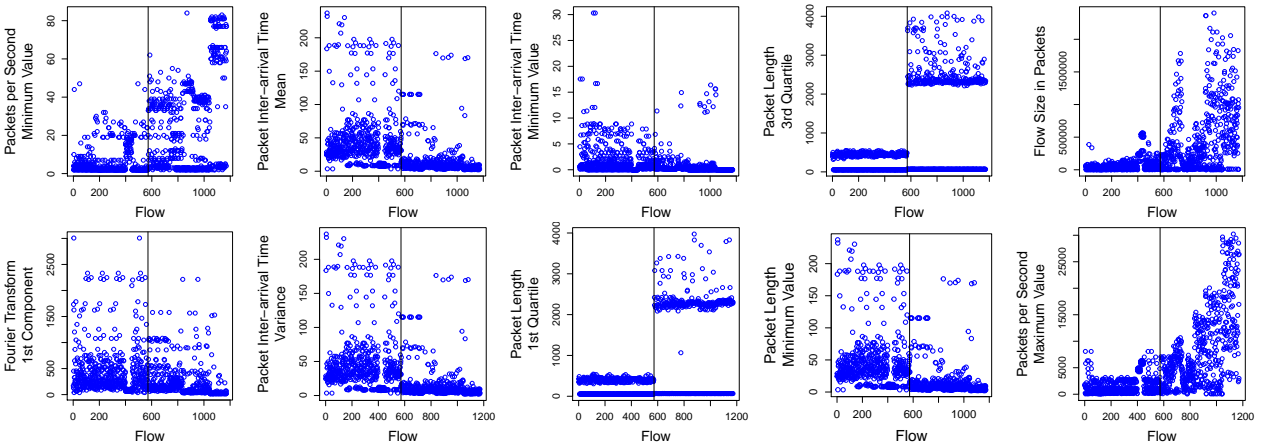 Packets per Second
Minimum Value
80
60
40
20
0
0 200 600 1000
Flow
Packet Inter-arrival Time
Mean
200
150
100
50
0
0 200 600 1000
Flow
Packet Inter-arrival Time
Minimum Value
30
25
20
15
10
5
0
0 200 600 1000
Flow
Packet Length
3rd Quartile
4000
3000
2000
1000
0
0 200 600 1000
Flow
Flow Size in Packets
1500000
500000
0
0 200 600 1000
Flow
Fourier Transform
1st Component
2500
1500
500
0
0 200 600 1000
Flow
Packet Inter-arrival Time
Variance
200
150
100
50
0
0 200 400 600 800 1200
Flow
Packet Length
1st Quartile
4000
3000
2000
1000
0
0 200 400 600 800 1200
Flow
Packet Length
Minimum Value
200
150
100
50
0
0 200 600 1000
Flow
Packets per Second
Maximum Value
25000
15000
5000
0
0 200 400 600 800 1200
Flow